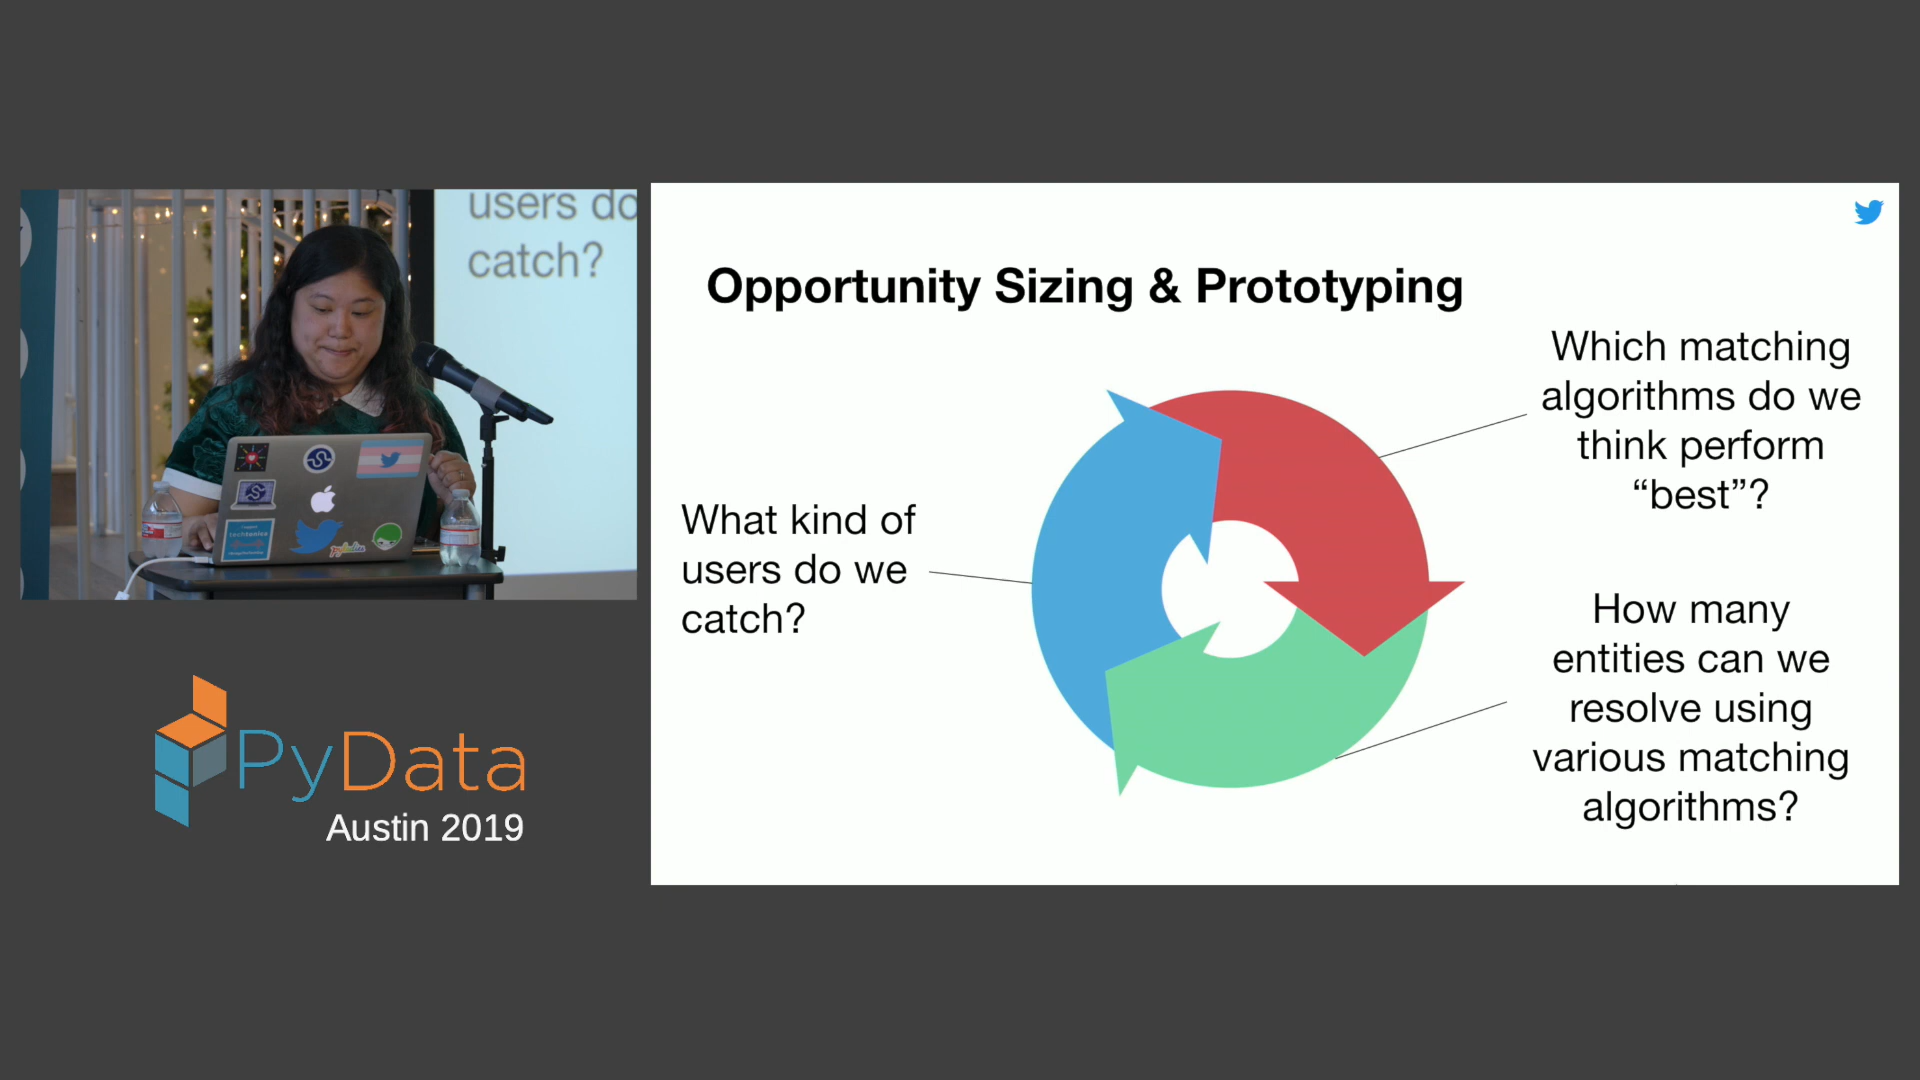 users do
catch?
Opportunity Sizing & Prototyping
Which matching
algorithms do we
think perform
“best”?
What kind of
users do we
catch?
How many
entities can we
resolve using
various matching
algorithms?
PyData
Austin 2019